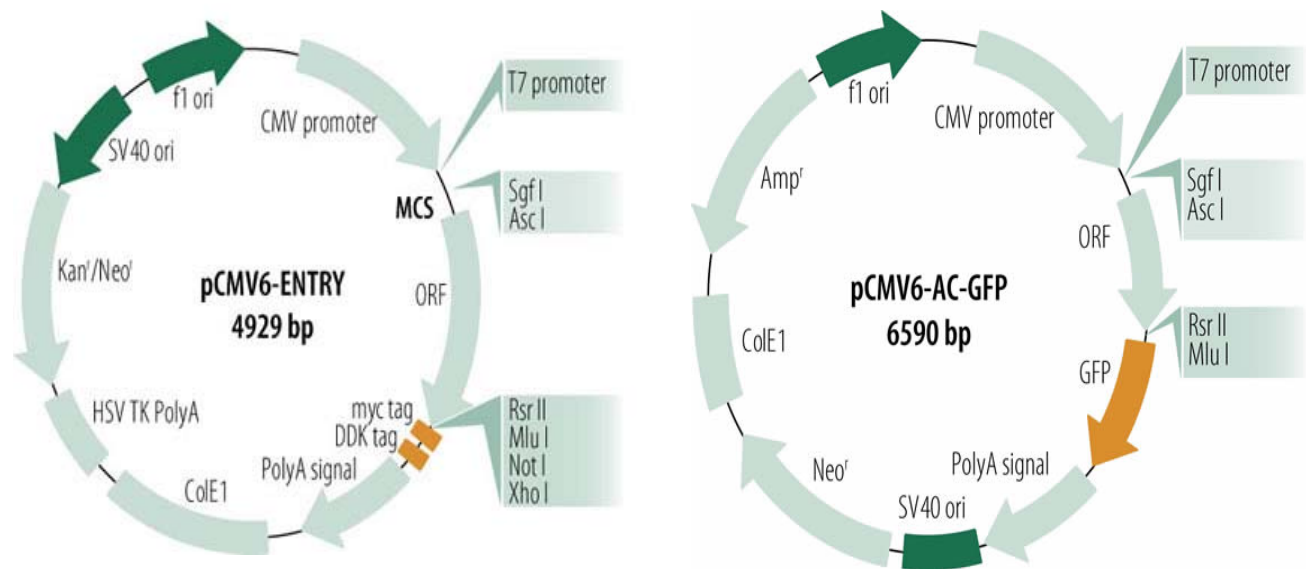 f1 ori
CMV promoter
T7 promoter
SV40 ori
Sgf I
Asc I
MCS
pCMV6-ENTRY
4929 bp
Kanʳ/Neoʳ
ORF
HSV TK PolyA
ColE1
PolyA signal
DDK tag
myc tag
Rsr II
Mlu I
Not I
Xho I
f1 ori
CMV promoter
T7 promoter
Ampʳ
Sgf I
Asc I
ORF
pCMV6-AC-GFP
6590 bp
ColE1
Rsr II
Mlu I
GFP
PolyA signal
Neoʳ
SV40 ori